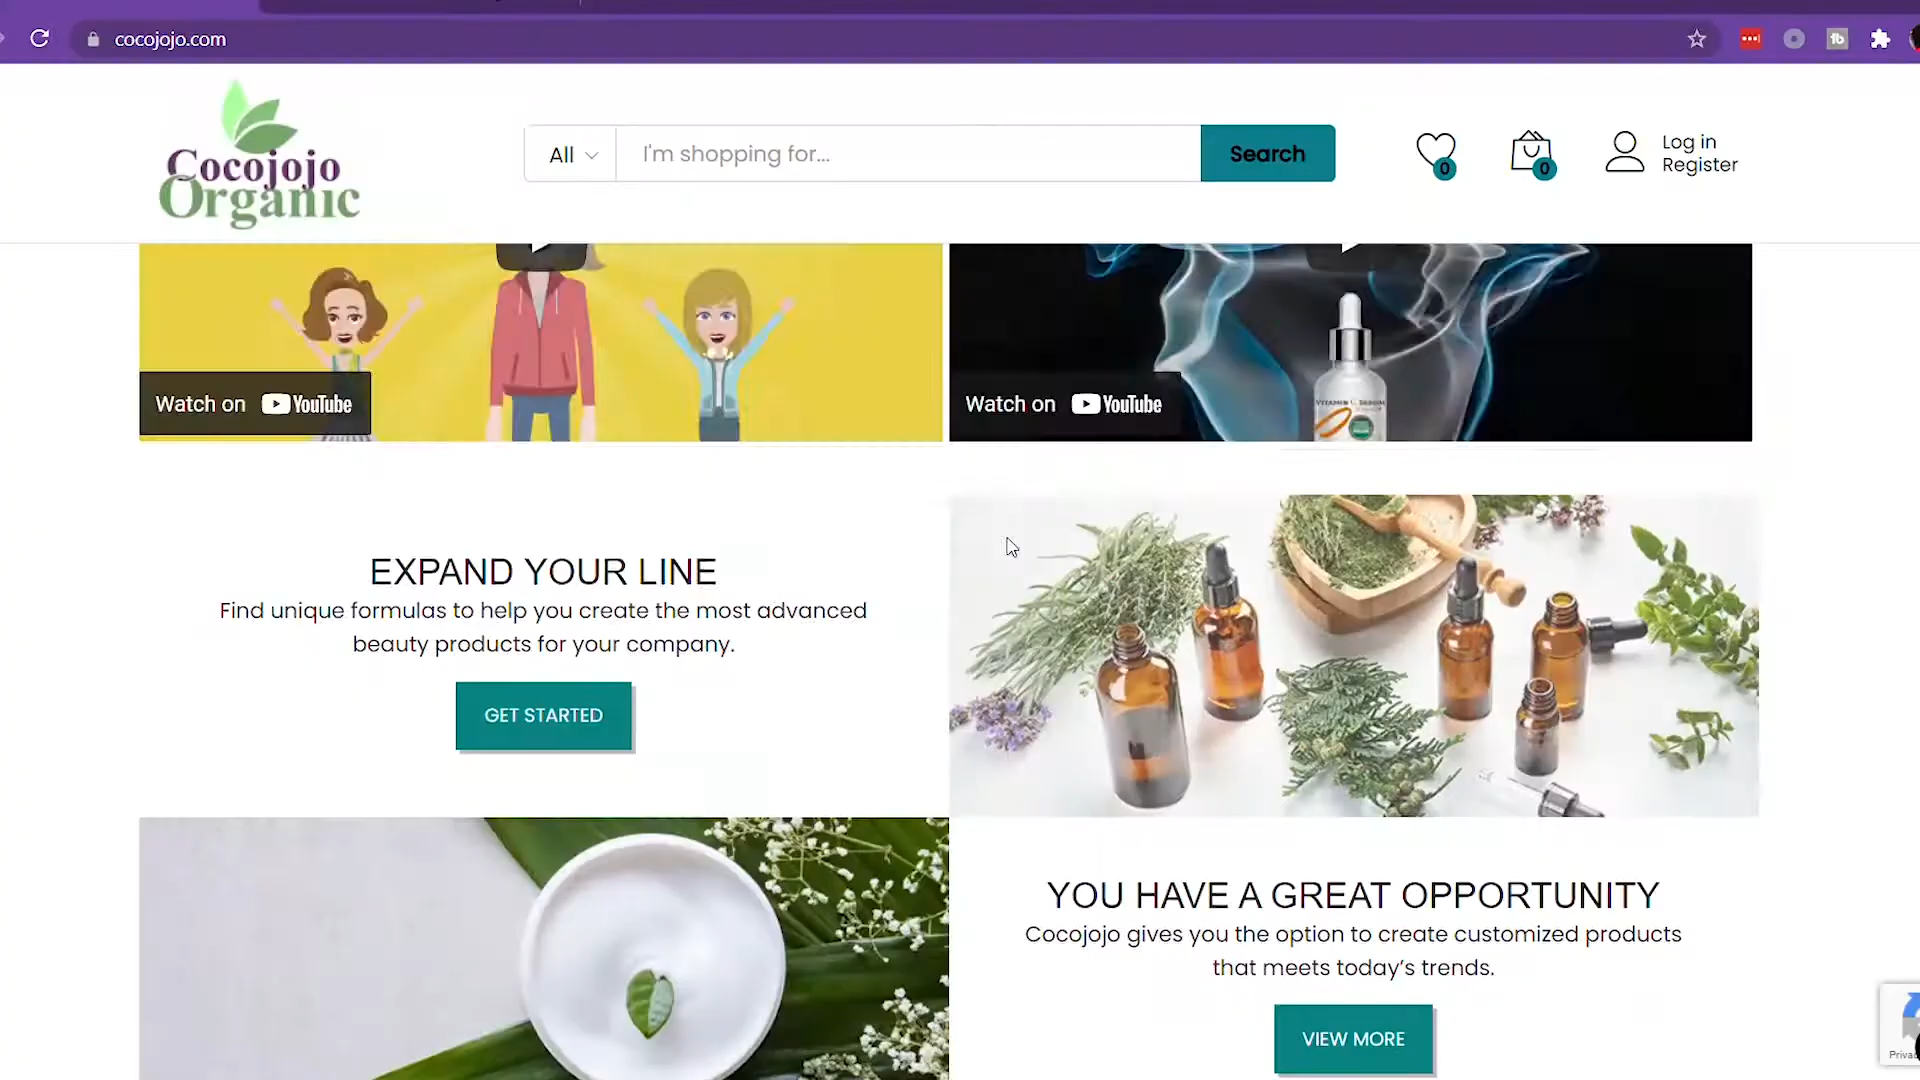 cocojojo.com
Cocojojo
Organic
All
I'm shopping for...
Search
0
0
Log in
Register
Watch on YouTube
Watch on YouTube
VITAMIN C SERUM
EXPAND YOUR LINE
Find unique formulas to help you create the most advanced
beauty products for your company.
GET STARTED
YOU HAVE A GREAT OPPORTUNITY
Cocojojo gives you the option to create customized products
that meets today's trends.
VIEW MORE